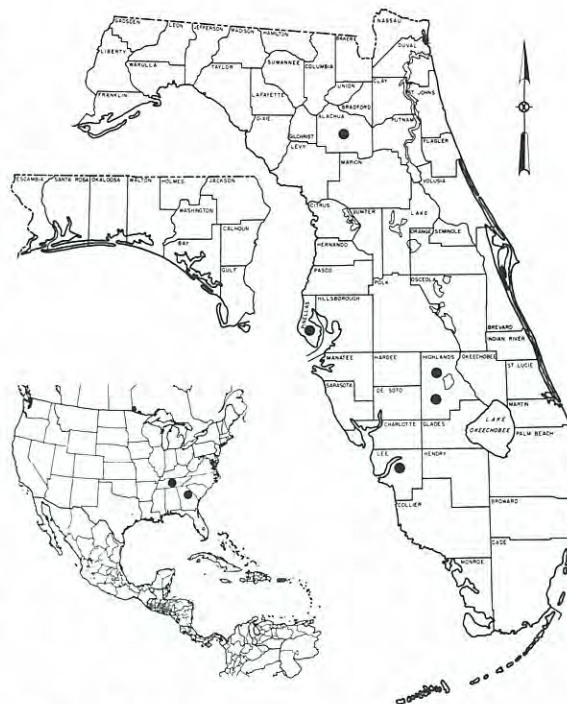 NASSAU
GADSDEN
LEON
JEFFERSON
MADISON
HAMILTON
BAKER
DUVAL
LIBERTY
WAKULLA
TAYLOR
SUWANNEE
COLUMBIA
UNION
CLAY
ST. JOHNS
FRANKLIN
LAFAYETTE
BRADFORD
DIXIE
GILCHRIST
ALACHUA
PUTNAM
LEVY
FLAGLER
MARION
VOLUSIA
ESCAMBIA
SANTA ROSA
OKALOOSA
WALTON
HOLMES
JACKSON
WASHINGTON
BAY
CALHOUN
GULF
CITRUS
SUMTER
LAKE
HERNANDO
ORANGE
SEMINOLE
PASCO
POLK
OSCEOLA
PINELLAS
HILLSBOROUGH
BREVARD
INDIAN RIVER
MANATEE
HARDEE
HIGHLANDS
OKEECHOBEE
ST. LUCIE
SARASOTA
DE SOTO
MARTIN
CHARLOTTE
GLADES
LAKE
OKEECHOBEE
PALM BEACH
LEE
HENDRY
BROWARD
COLLIER
DADE
MONROE